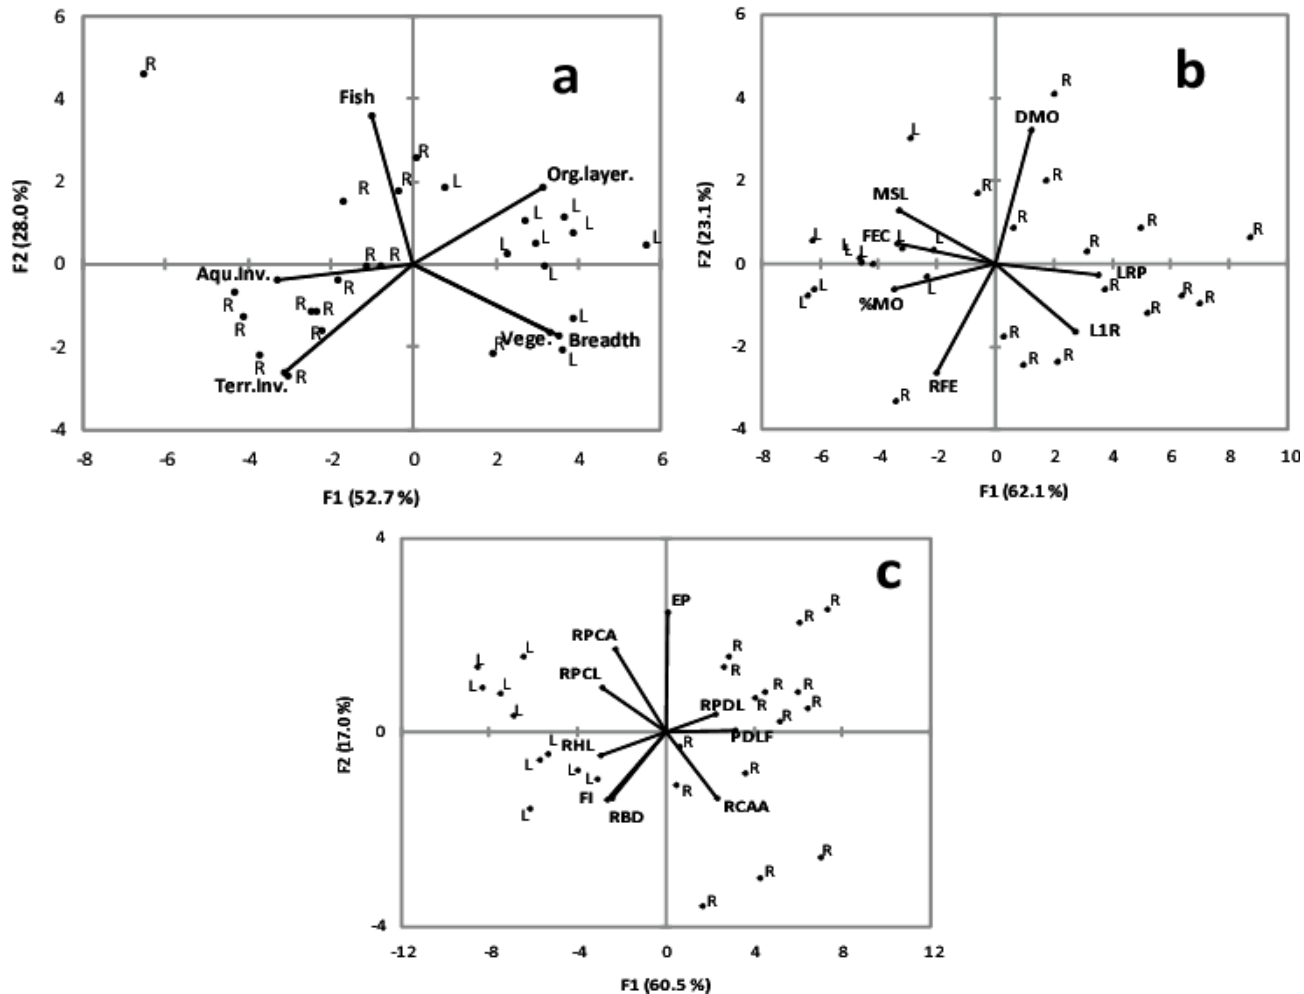 a
6
4
2
0
-2
-4
F2 (28.0 %)
R
Fish
R
R
L
Org.layer.
R
L
L
L
L
L
L
R
R
L
Aqu.Inv.
R
R
R
R
R
R
L
Vege.
Breadth
R
L
R
Terr.Inv.
R
-8
-6
-4
-2
0
2
4
6
F1 (52.7 %)
b
6
4
2
0
-2
-4
F2 (23.1 %)
R
DMO
L
R
R
MSL
R
R
R
R
L
FEC
L
L
L
L
L
LRP
R
R
R
L
%MO
L
R
L1R
R
R
R
RFE
R
-8
-6
-4
-2
0
2
4
6
8
10
F1 (62.1 %)
c
4
0
-4
F2 (17.0 %)
EP
R
R
RPCA
R
R
L
L
RPCL
L
L
L
RPDL
R
R
R
R
R
PDLF
R
L
RHL
L
L
L
R
FI
R
RBD
RCAA
L
R
R
R
-12
-8
-4
0
4
8
12
F1 (60.5 %)